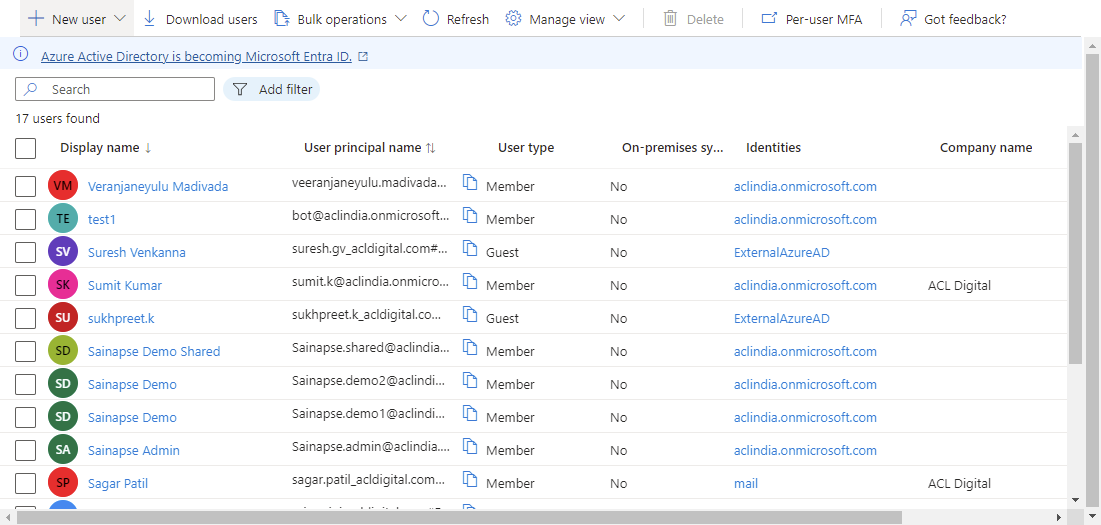 New user Download users Bulk operations Refresh Manage view Delete Per-user MFA Got feedback?
Azure Active Directory is becoming Microsoft Entra ID.
Search Add filter
17 users found
Display name ↓ User principal name ↑↓ User type On-premises sy... Identities Company name
VM Veranjaneyulu Madivada veeranjaneyulu.madivada... Member No aclindia.onmicrosoft.com
TE test1 bot@aclindia.onmicrosoft... Member No aclindia.onmicrosoft.com
SV Suresh Venkanna suresh.gv_acldigital.com#... Guest No ExternalAzureAD
SK Sumit Kumar sumit.k@aclindia.onmicro... Member No aclindia.onmicrosoft.com ACL Digital
SU sukhpreet.k sukhpreet.k_acldigital.co... Guest No ExternalAzureAD
SD Sainapse Demo Shared Sainapse.shared@aclindia... Member No aclindia.onmicrosoft.com
SD Sainapse Demo Sainapse.demo2@aclindi... Member No aclindia.onmicrosoft.com
SD Sainapse Demo Sainapse.demo1@aclindi... Member No aclindia.onmicrosoft.com
SA Sainapse Admin Sainapse.admin@aclindia.... Member No aclindia.onmicrosoft.com
SP Sagar Patil sagar.patil_acldigital.com... Member No mail ACL Digital